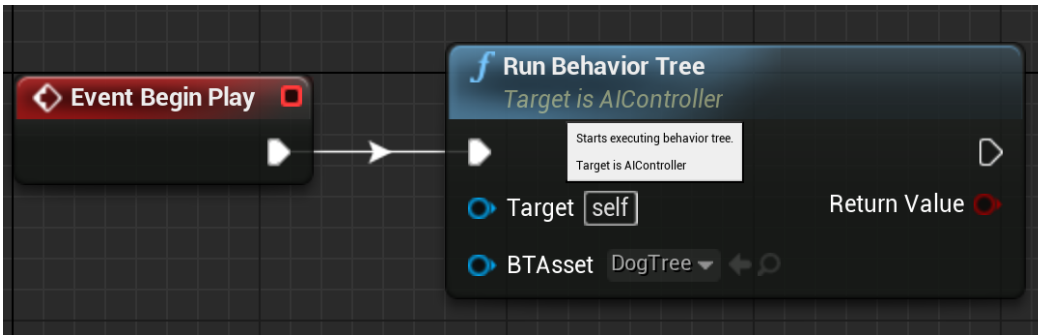 Event Begin Play
f Run Behavior Tree
Target is AIController
Starts executing behavior tree.
Target is AIController
Target self
Return Value
BTAsset DogTree